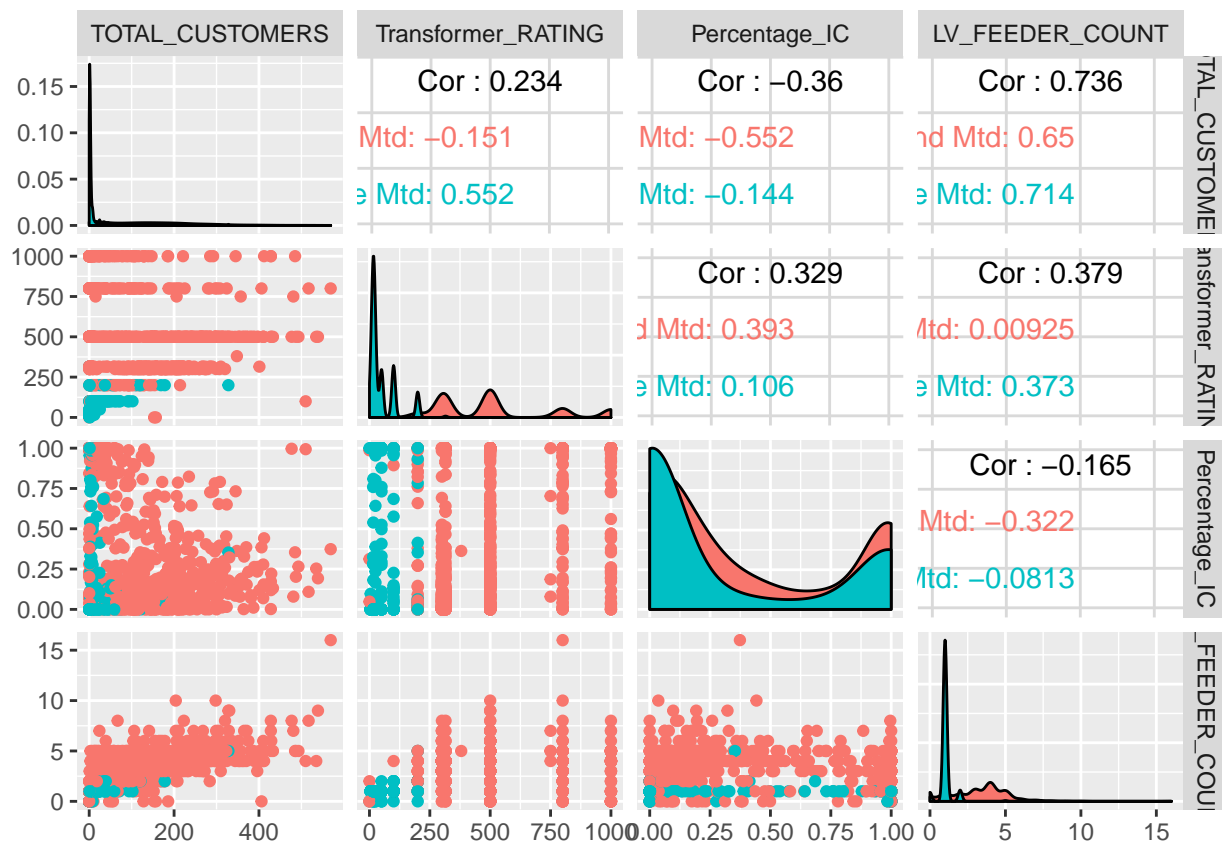 TOTAL_CUSTOMERS Transformer_RATING Percentage_IC LV_FEEDER_COUNT
0.15
0.10
0.05
0.00
Cor : 0.234
Mtd: −0.151
e Mtd: 0.552
Cor : −0.36
Mtd: −0.552
Mtd: −0.144
Cor : 0.736
nd Mtd: 0.65
e Mtd: 0.714
TAL_CUSTOME
1000
750
500
250
0
Cor : 0.329
d Mtd: 0.393
e Mtd: 0.106
Cor : 0.379
Mtd: 0.00925
e Mtd: 0.373
ansformer_RATIN
1.00
0.75
0.50
0.25
0.00
Cor : −0.165
Mtd: −0.322
Mtd: −0.0813
Percentage_IC
15
10
5
0
_FEEDER_COU
0 200 400
0 250 500 750 1000
0.00 0.25 0.50 0.75 1.00
0 5 10 15